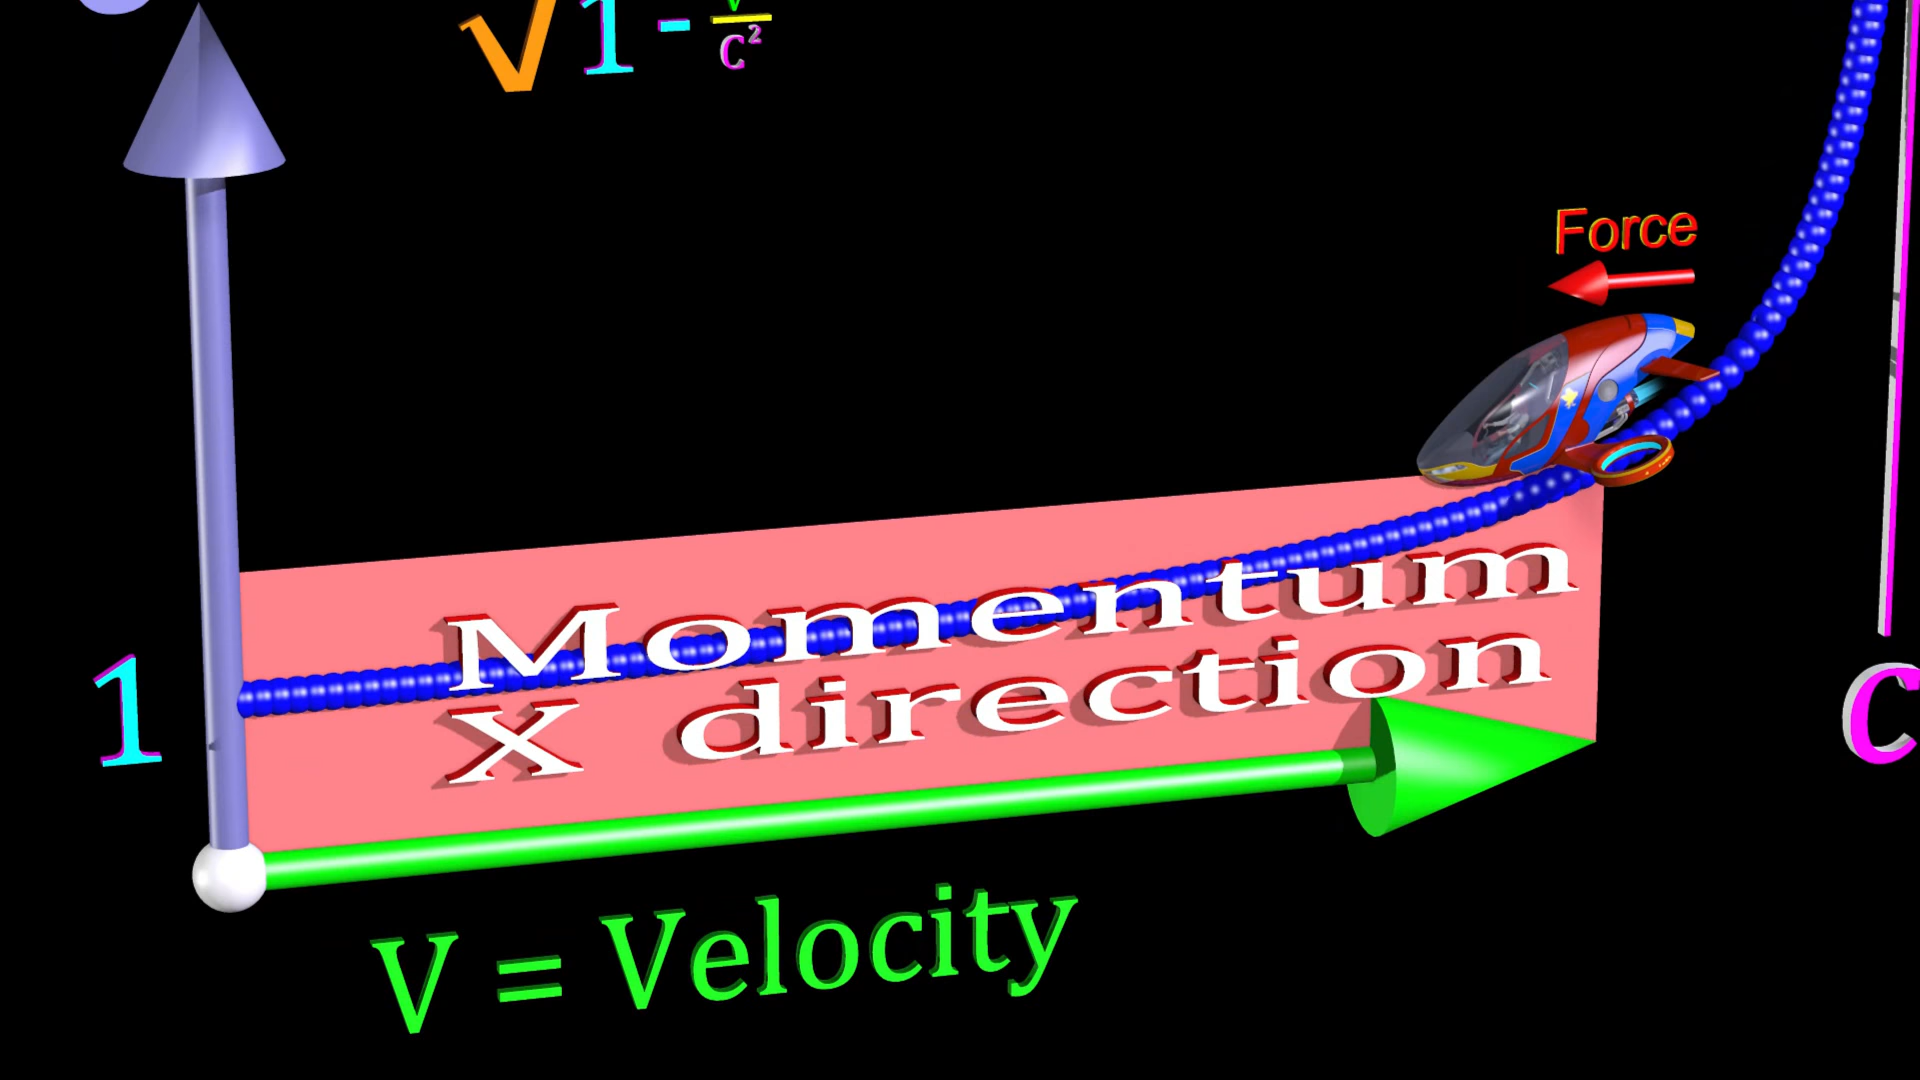 √1 - V/C²
Force
Momentum
X direction
1
C
V = Velocity